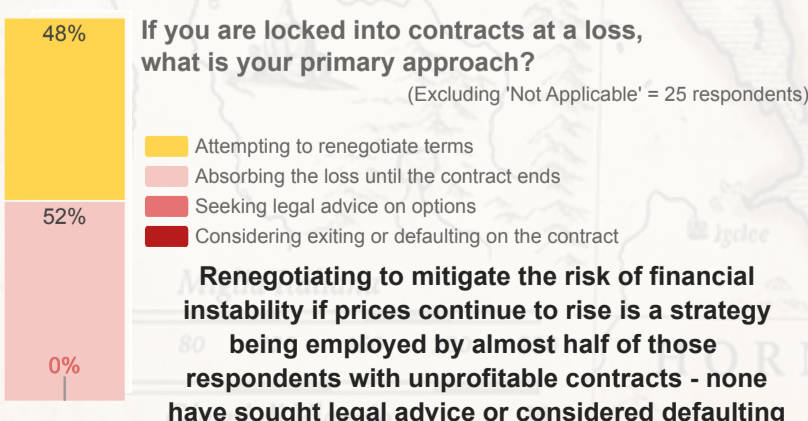 48%
If you are locked into contracts at a loss,
what is your primary approach?
(Excluding 'Not Applicable' = 25 respondents)
Attempting to renegotiate terms
Absorbing the loss until the contract ends
52%
Seeking legal advice on options
Considering exiting or defaulting on the contract
Renegotiating to mitigate the risk of financial
instability if prices continue to rise is a strategy
80
being employed by almost half of those
HOR
0%
respondents with unprofitable contracts - none
have sought legal advice or considered defaulting